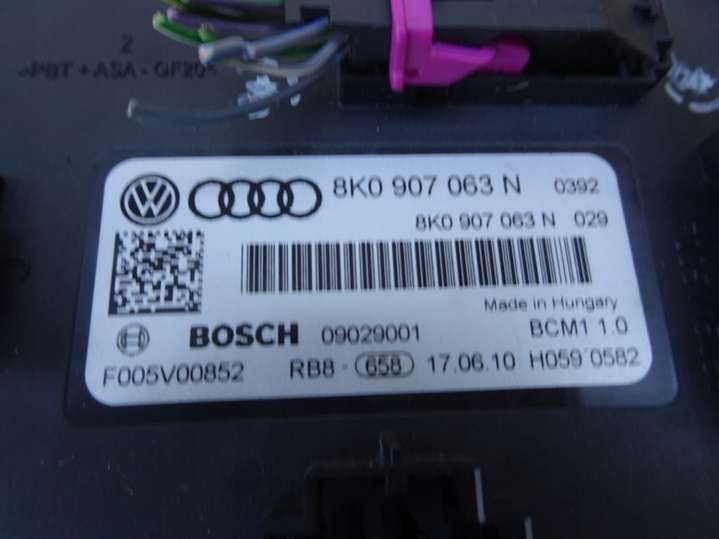 2
>PBT + ASA - GF20
8K0 907 063 N 0392
8K0 907 063 N 029
Made in Hungary
BOSCH 09029001 BCM1 1.0
F005V00852 RB8 - 658 17.06.10 H059 0582